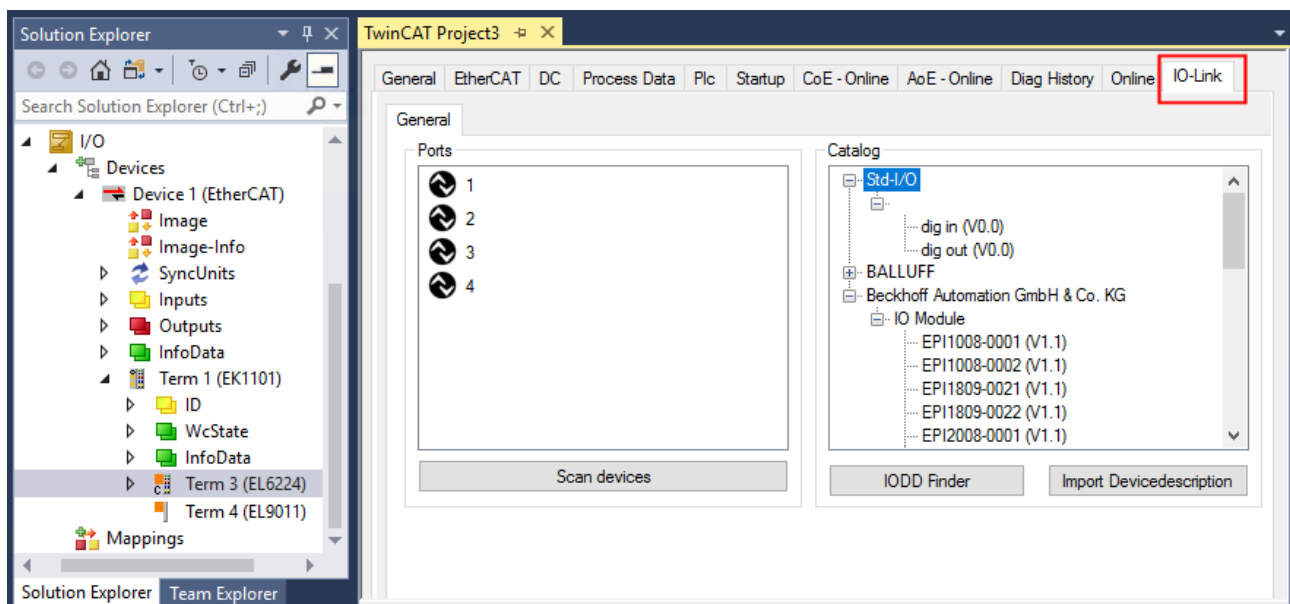 Solution Explorer
Search Solution Explorer (Ctrl+;)
I/O
Devices
Device 1 (EtherCAT)
Image
Image-Info
SyncUnits
Inputs
Outputs
InfoData
Term 1 (EK1101)
ID
WcState
InfoData
Term 3 (EL6224)
Term 4 (EL9011)
Mappings
Solution Explorer Team Explorer
TwinCAT Project3
General EtherCAT DC Process Data Plc Startup CoE - Online AoE - Online Diag History Online IO-Link
General
Ports
1
2
3
4
Scan devices
Catalog
Std-I/O
dig in (V0.0)
dig out (V0.0)
BALLUFF
Beckhoff Automation GmbH & Co. KG
IO Module
EPI1008-0001 (V1.1)
EPI1008-0002 (V1.1)
EPI1809-0021 (V1.1)
EPI1809-0022 (V1.1)
EPI2008-0001 (V1.1)
IODD Finder Import Devicedescription